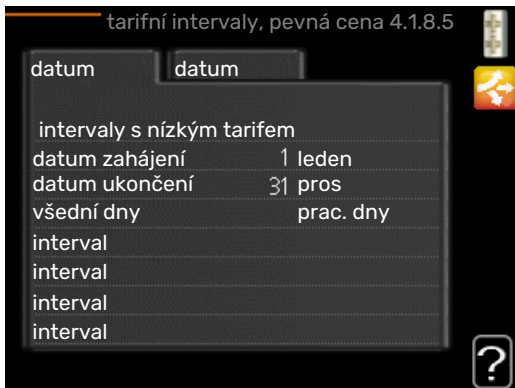 tarifní intervaly, pevná cena 4.1.8.5
datum datum
intervaly s nízkým tarifem
datum zahájení 1 leden
datum ukončení 31 pros
všední dny prac. dny
interval
interval
interval
interval
?